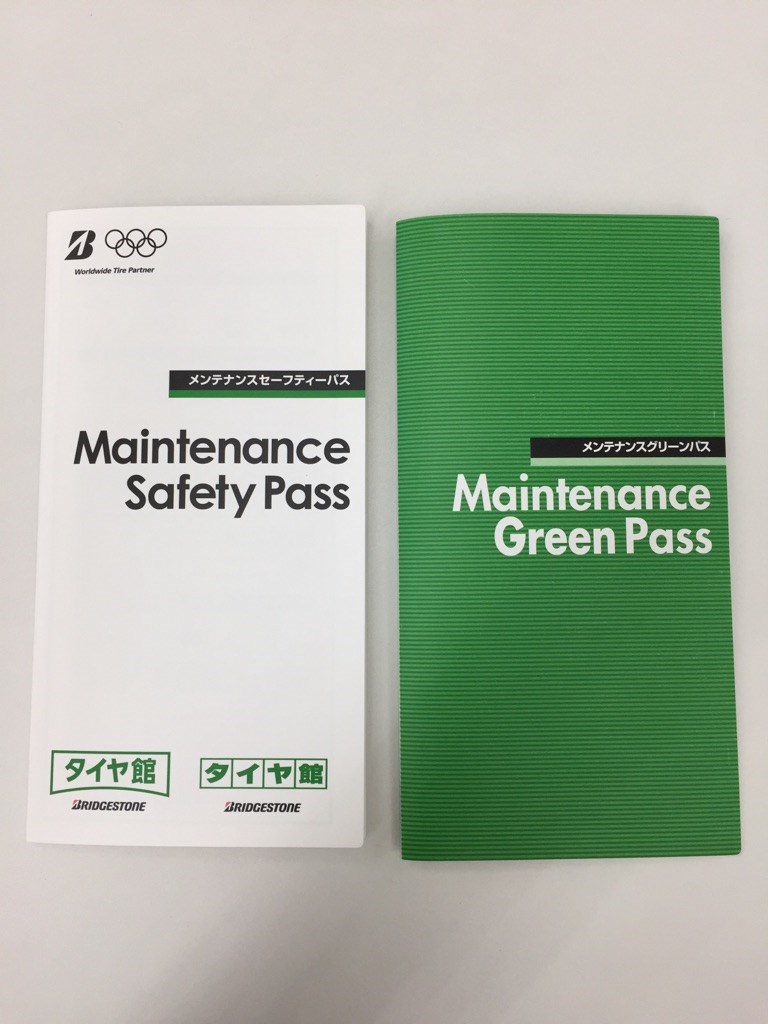 Worldwide Tire Partner
メンテナンスセーフティーパス
Maintenance
Safety Pass
タイヤ館
BRIDGESTONE
タイヤ館
BRIDGESTONE
メンテナンスグリーンパス
Maintenance
Green Pass